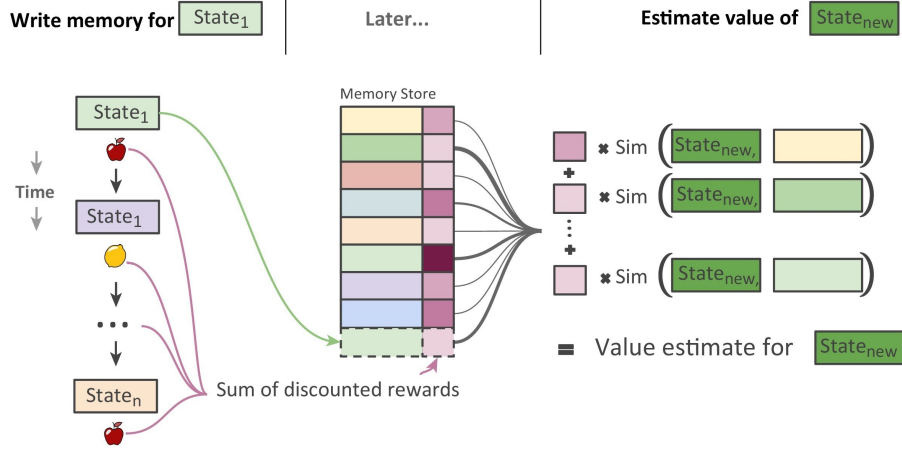 Write memory for State1
Later...
Estimate value of Statenew
Memory Store
State1
Time
State1
...
Staten
Sum of discounted rewards
× Sim (Statenew, )
+
× Sim (Statenew, )
+
× Sim (Statenew, )
= Value estimate for Statenew